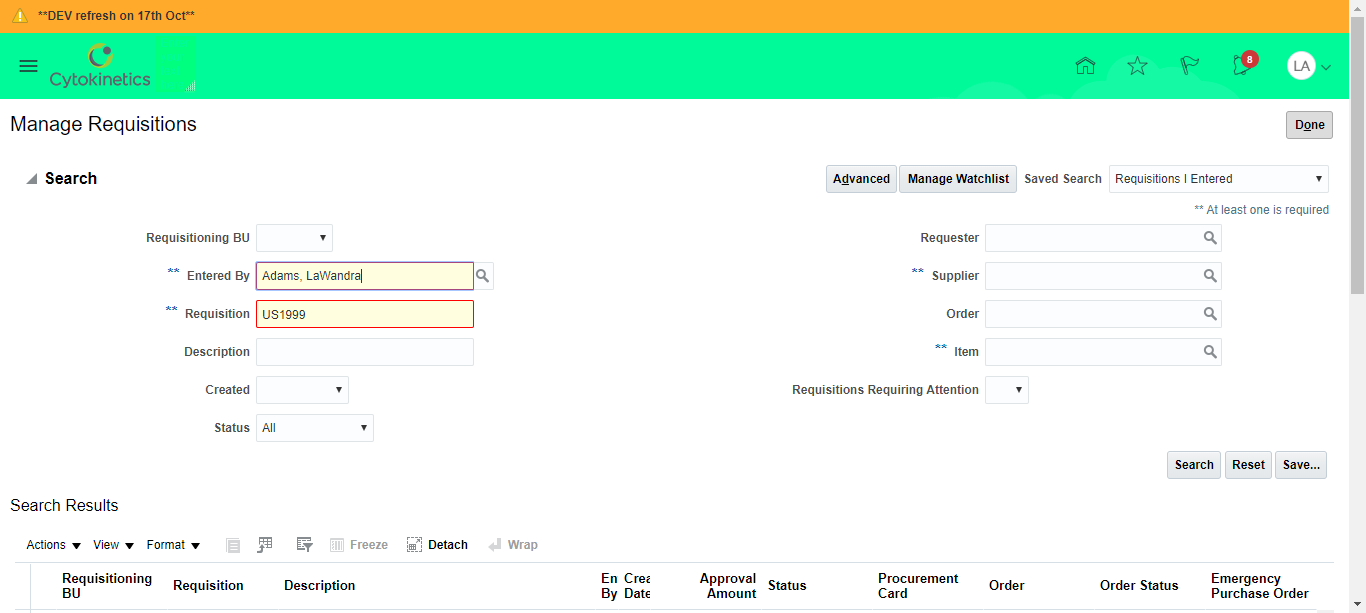 **DEV refresh on 17th Oct**
Cytokinetics
8
LA
Manage Requisitions
Done
Search
Advanced
Manage Watchlist
Saved Search
Requisitions I Entered
** At least one is required
Requisitioning BU
Requester
** Entered By
Adams, LaWandra
** Supplier
** Requisition
US1999
Order
Description
** Item
Created
Requisitions Requiring Attention
Status
All
Search
Reset
Save...
Search Results
Actions
View
Format
Freeze
Detach
Wrap
Requisitioning
BU
Requisition
Description
En
By
Crea
Date
Approval
Amount
Status
Procurement
Card
Order
Order Status
Emergency
Purchase Order